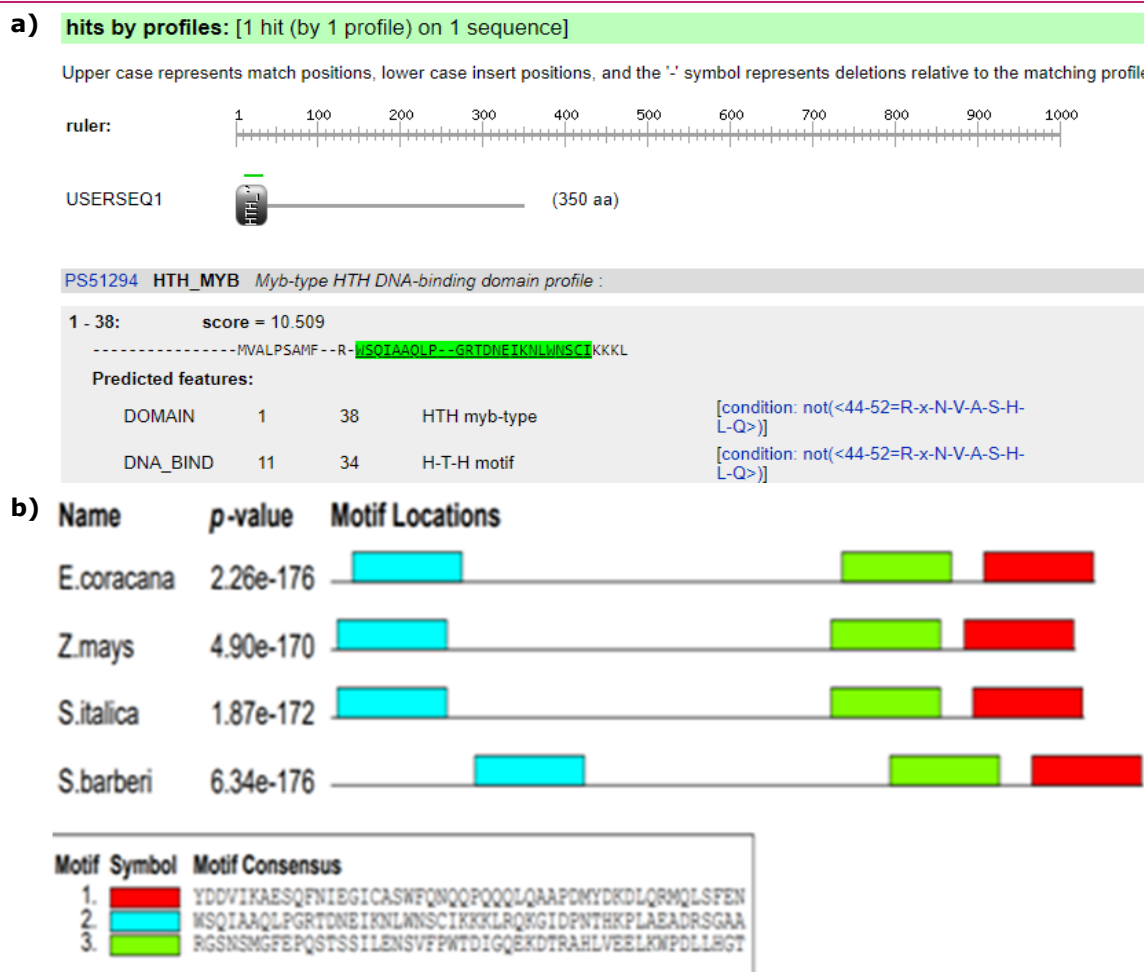 a) hits by profiles: [1 hit (by 1 profile) on 1 sequence]
Upper case represents match positions, lower case insert positions, and the '-' symbol represents deletions relative to the matching profile
ruler:
1 100 200 300 400 500 600 700 800 900 1000
USERSEQ1 HTH_ (350 aa)
PS51294 HTH_MYB Myb-type HTH DNA-binding domain profile :
1 - 38: score = 10.509
----------------MVALPSAMF--R-WSQIAAQLP--GRTDNEIKNLWNSCIKKKL
Predicted features:
DOMAIN 1 38 HTH myb-type [condition: not(<44-52=R-x-N-V-A-S-H-
L-Q>)]
DNA_BIND 11 34 H-T-H motif [condition: not(<44-52=R-x-N-V-A-S-H-
L-Q>)]
b) Name p-value Motif Locations
E.coracana 2.26e-176
Z.mays 4.90e-170
S.italica 1.87e-172
S.barberi 6.34e-176
Motif Symbol Motif Consensus
1. YDDVIKAESQFNIEGICASWFQNQQPQQQLQAAPDMYDKDLQRMQLSFEN
2. WSQIAAQLPGRTDNEIKNLWNSCIKKKLRQKGIDPNTHKPLAEADRSGAA
3. RGSNSMGFEPQSTSSILENSVFPWTDIGQEKDTRAHLVEELKWPDLLHGT